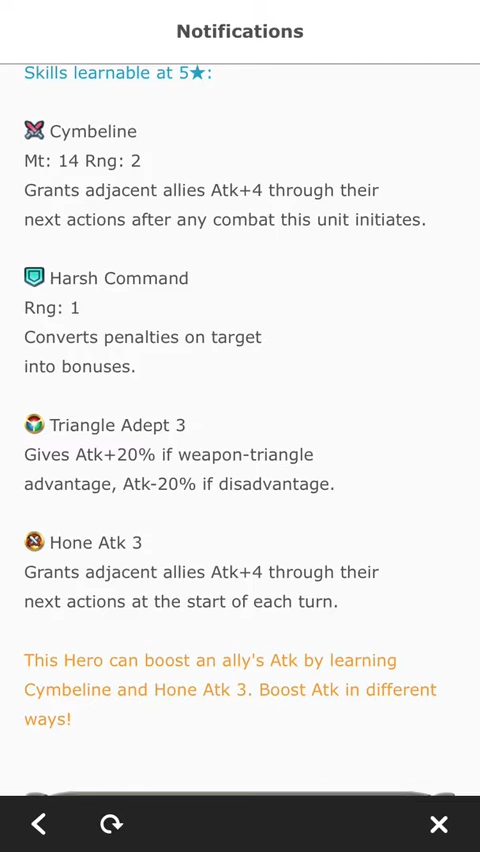 Notifications
Skills learnable at 5★:
Cymbeline
Mt: 14 Rng: 2
Grants adjacent allies Atk+4 through their
next actions after any combat this unit initiates.
Harsh Command
Rng: 1
Converts penalties on target
into bonuses.
Triangle Adept 3
Gives Atk+20% if weapon-triangle
advantage, Atk-20% if disadvantage.
Hone Atk 3
Grants adjacent allies Atk+4 through their
next actions at the start of each turn.
This Hero can boost an ally's Atk by learning
Cymbeline and Hone Atk 3. Boost Atk in different
ways!